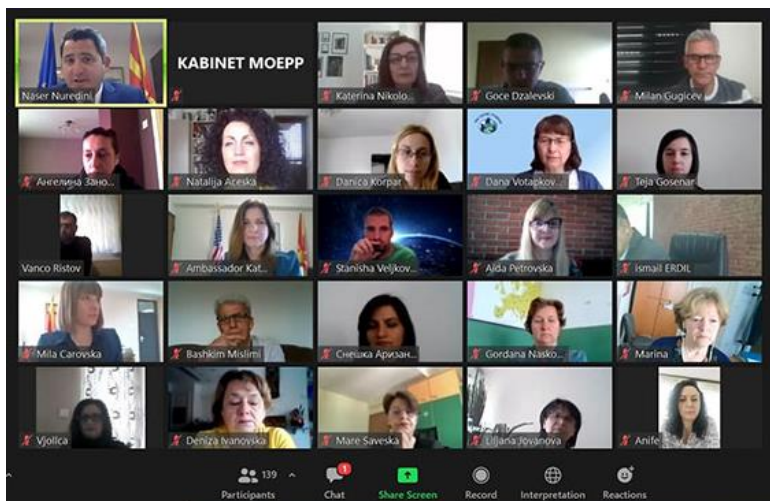 Naser Nuredini
KABINET MOEPP
Katerina Nikolo...
Goce Dzalevski
Milan Gugicev
Ангелина Зано...
Natalija Aceska
Danica Korpar
Dana Votapkov...
Teja Gosenar
Vanco Ristov
Ambassador Kat...
Stanisha Veljkov...
Aida Petrovska
ismail ERDIL
Mila Carovska
Bashkim Mislimi
Снешка Аризан...
Gordana Nasko...
Marina
Vjollca
Deniza Ivanovska
Mare Saveska
Liljana Jovanova
Anife
139
1
Participants
Chat
Share Screen
Record
Interpretation
Reactions